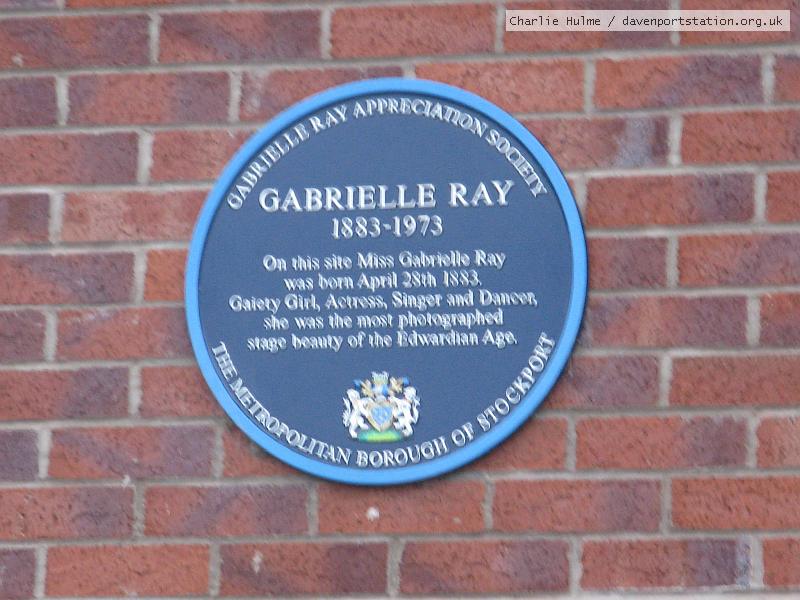 Charlie Hulme / davenportstation.org.uk
GABRIELLE RAY APPRECIATION SOCIETY
GABRIELLE RAY
1883-1973
On this site Miss Gabrielle Ray
was born April 28th 1883.
Gaiety Girl, Actress, Singer and Dancer,
she was the most photographed
stage beauty of the Edwardian Age.
THE METROPOLITAN BOROUGH OF STOCKPORT